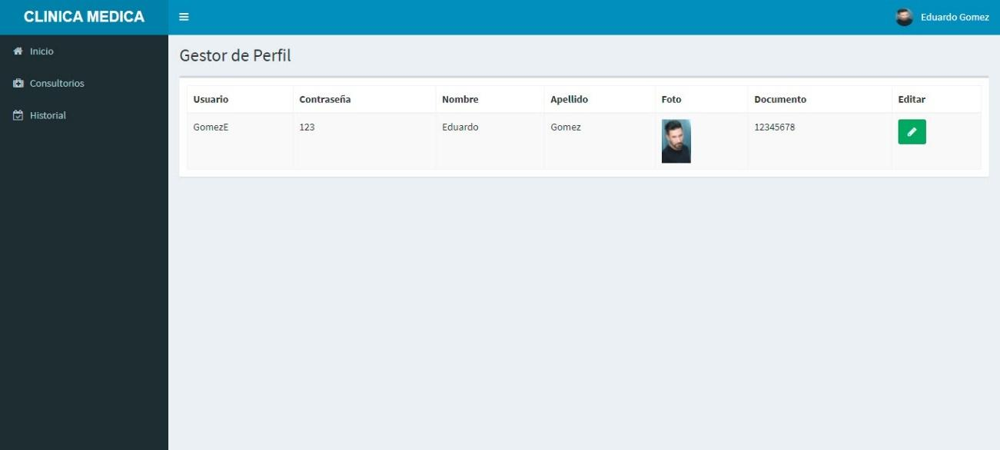 CLINICA MEDICA
Eduardo Gomez
Inicio
Consultorios
Historial
Gestor de Perfil
Usuario Contraseña Nombre Apellido Foto Documento Editar
GomezE 123 Eduardo Gomez 12345678